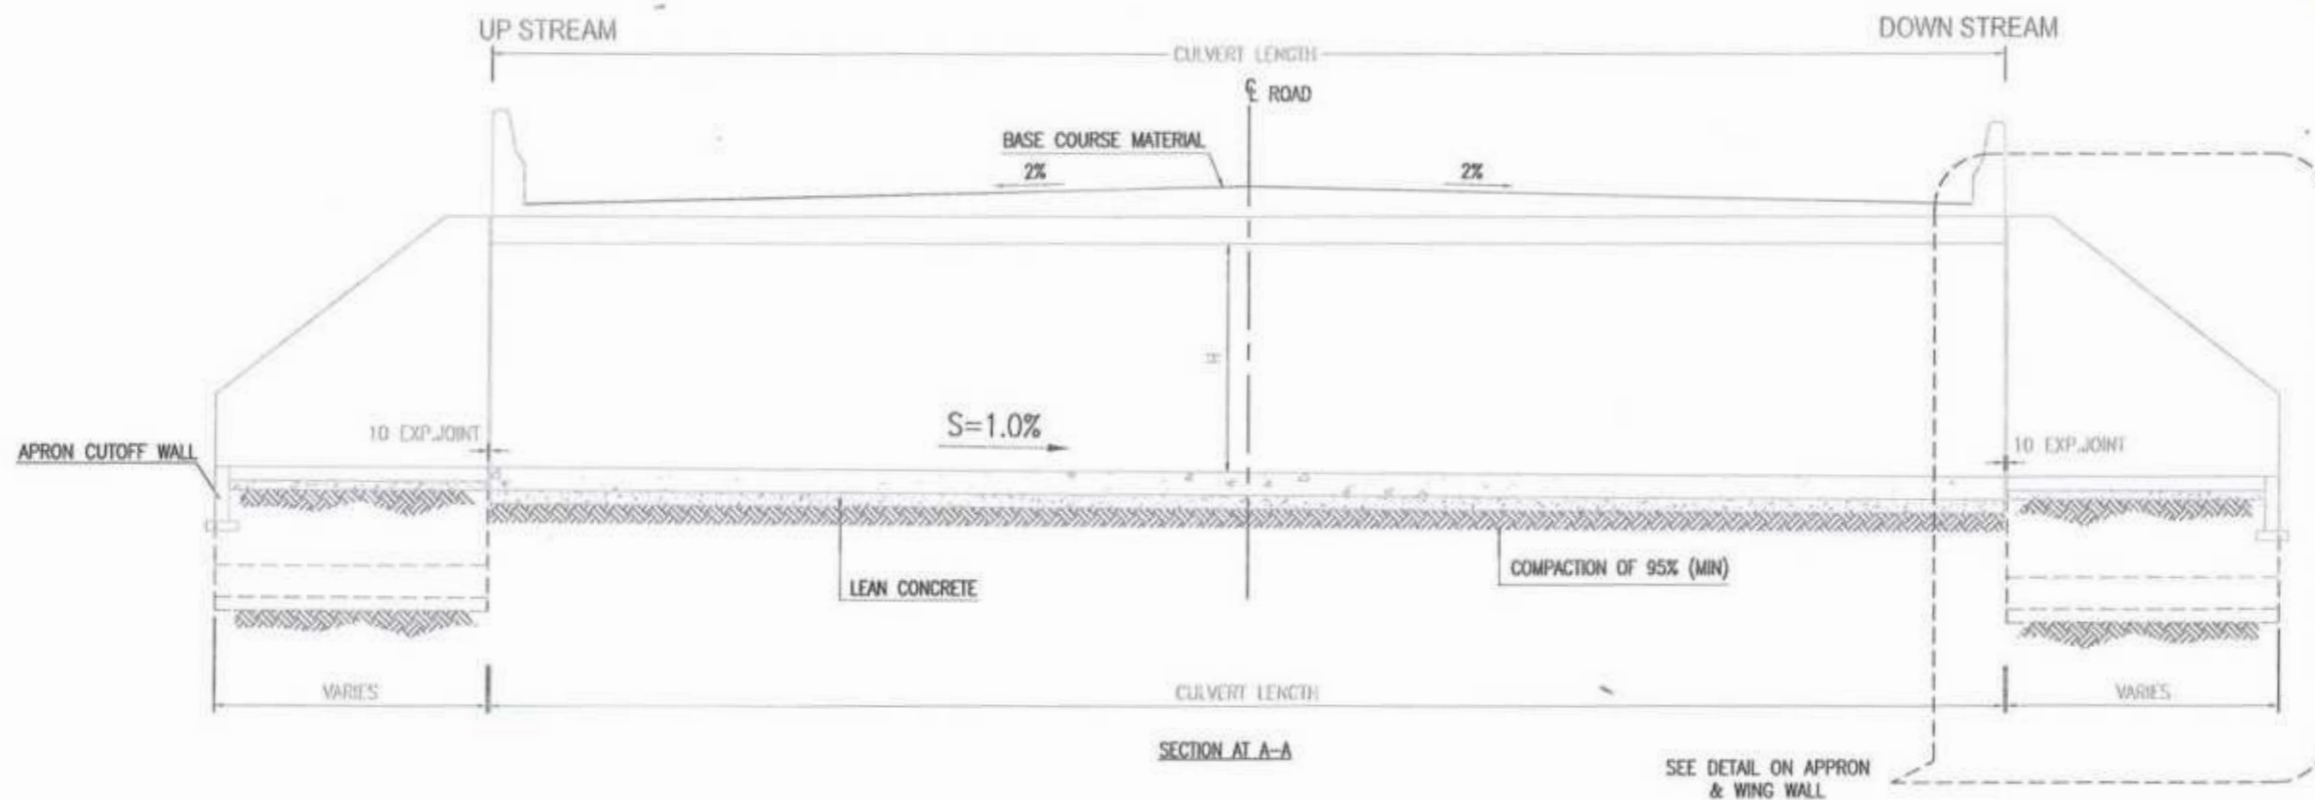 UP STREAM
DOWN STREAM
CULVERT LENGTH
℄ ROAD
BASE COURSE MATERIAL
2%
2%
H
S=1.0%
10 EXP.JOINT
10 EXP.JOINT
APRON CUTOFF WALL
LEAN CONCRETE
COMPACTION OF 95% (MIN)
VARIES
CULVERT LENGTH
VARIES
SECTION AT A-A
SEE DETAIL ON APPRON
& WING WALL